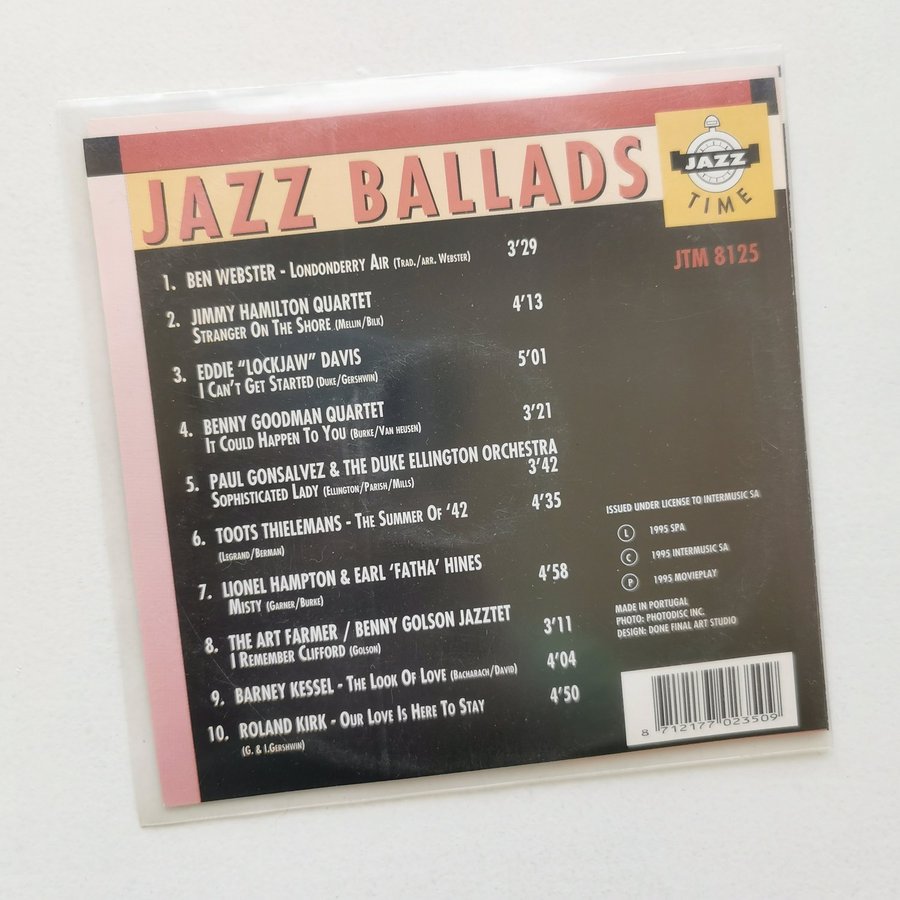 JAZZ BALLADS
JAZZ
TIME
JTM 8125
1. BEN WEBSTER - LONDONDERRY AIR (TRAD./ARR. WEBSTER) 3'29
2. JIMMY HAMILTON QUARTET 4'13
STRANGER ON THE SHORE (MELLIN/BILK)
3. EDDIE "LOCKJAW" DAVIS 5'01
I CAN'T GET STARTED (DUKE/GERSHWIN)
4. BENNY GOODMAN QUARTET 3'21
IT COULD HAPPEN TO YOU (BURKE/VAN HEUSEN)
5. PAUL GONSALVEZ & THE DUKE ELLINGTON ORCHESTRA
SOPHISTICATED LADY (ELLINGTON/PARISH/MILLS) 3'42
6. TOOTS THIELEMANS - THE SUMMER OF '42 4'35
(LEGRAND/BERMAN)
7. LIONEL HAMPTON & EARL 'FATHA' HINES 4'58
MISTY (GARNER/BURKE)
8. THE ART FARMER / BENNY GOLSON JAZZTET 3'11
I REMEMBER CLIFFORD (GOLSON)
9. BARNEY KESSEL - THE LOOK OF LOVE (BACHARACH/DAVID) 4'04
10. ROLAND KIRK - OUR LOVE IS HERE TO STAY 4'50
(G. & I.GERSHWIN)
ISSUED UNDER LICENSE TO INTERMUSIC SA
L 1995 SPA
C 1995 INTERMUSIC SA
P 1995 MOVIEPLAY
MADE IN PORTUGAL
PHOTO: PHOTODISC INC.
DESIGN: DONE FINAL ART STUDIO
8 712177 023509